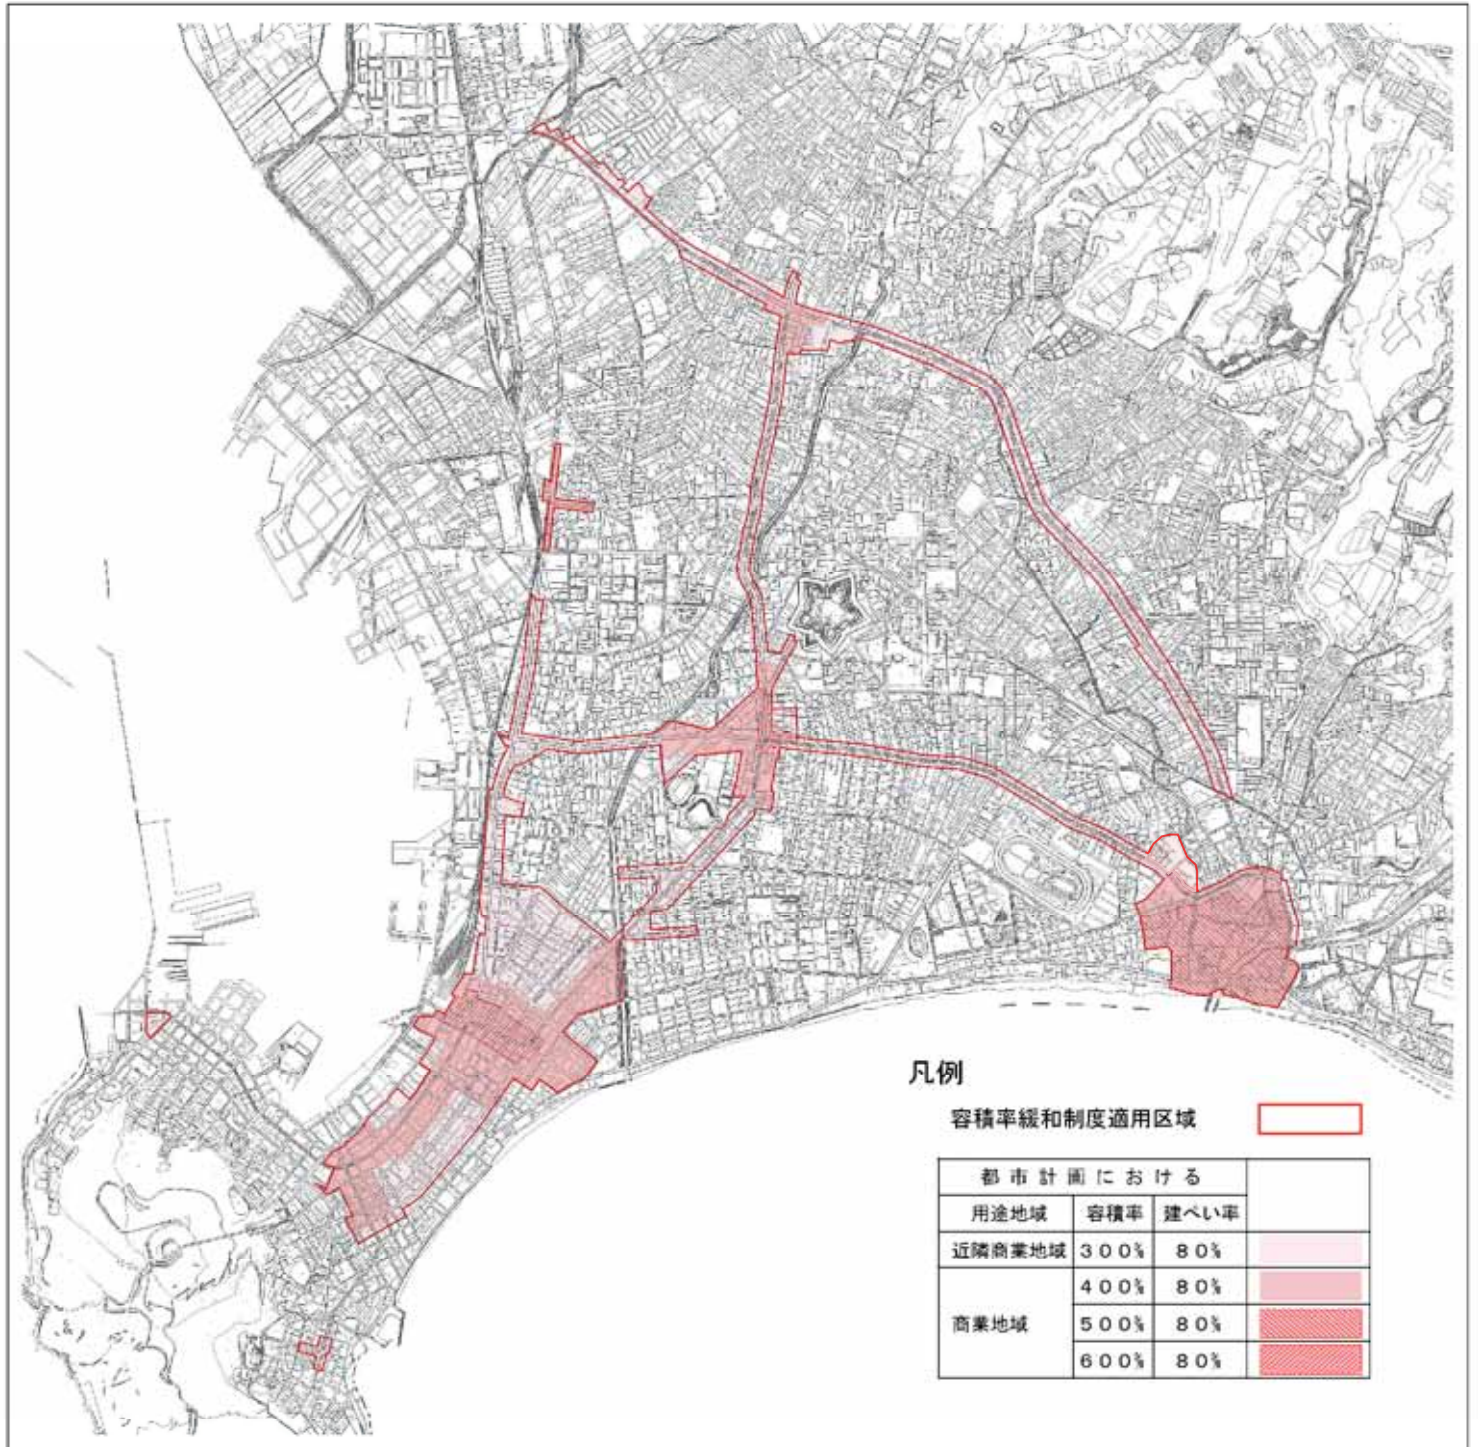 凡例
容積率緩和制度適用区域
都市計画における
用途地域 容積率 建ぺい率
近隣商業地域 300% 80%
400% 80%
商業地域 500% 80%
600% 80%